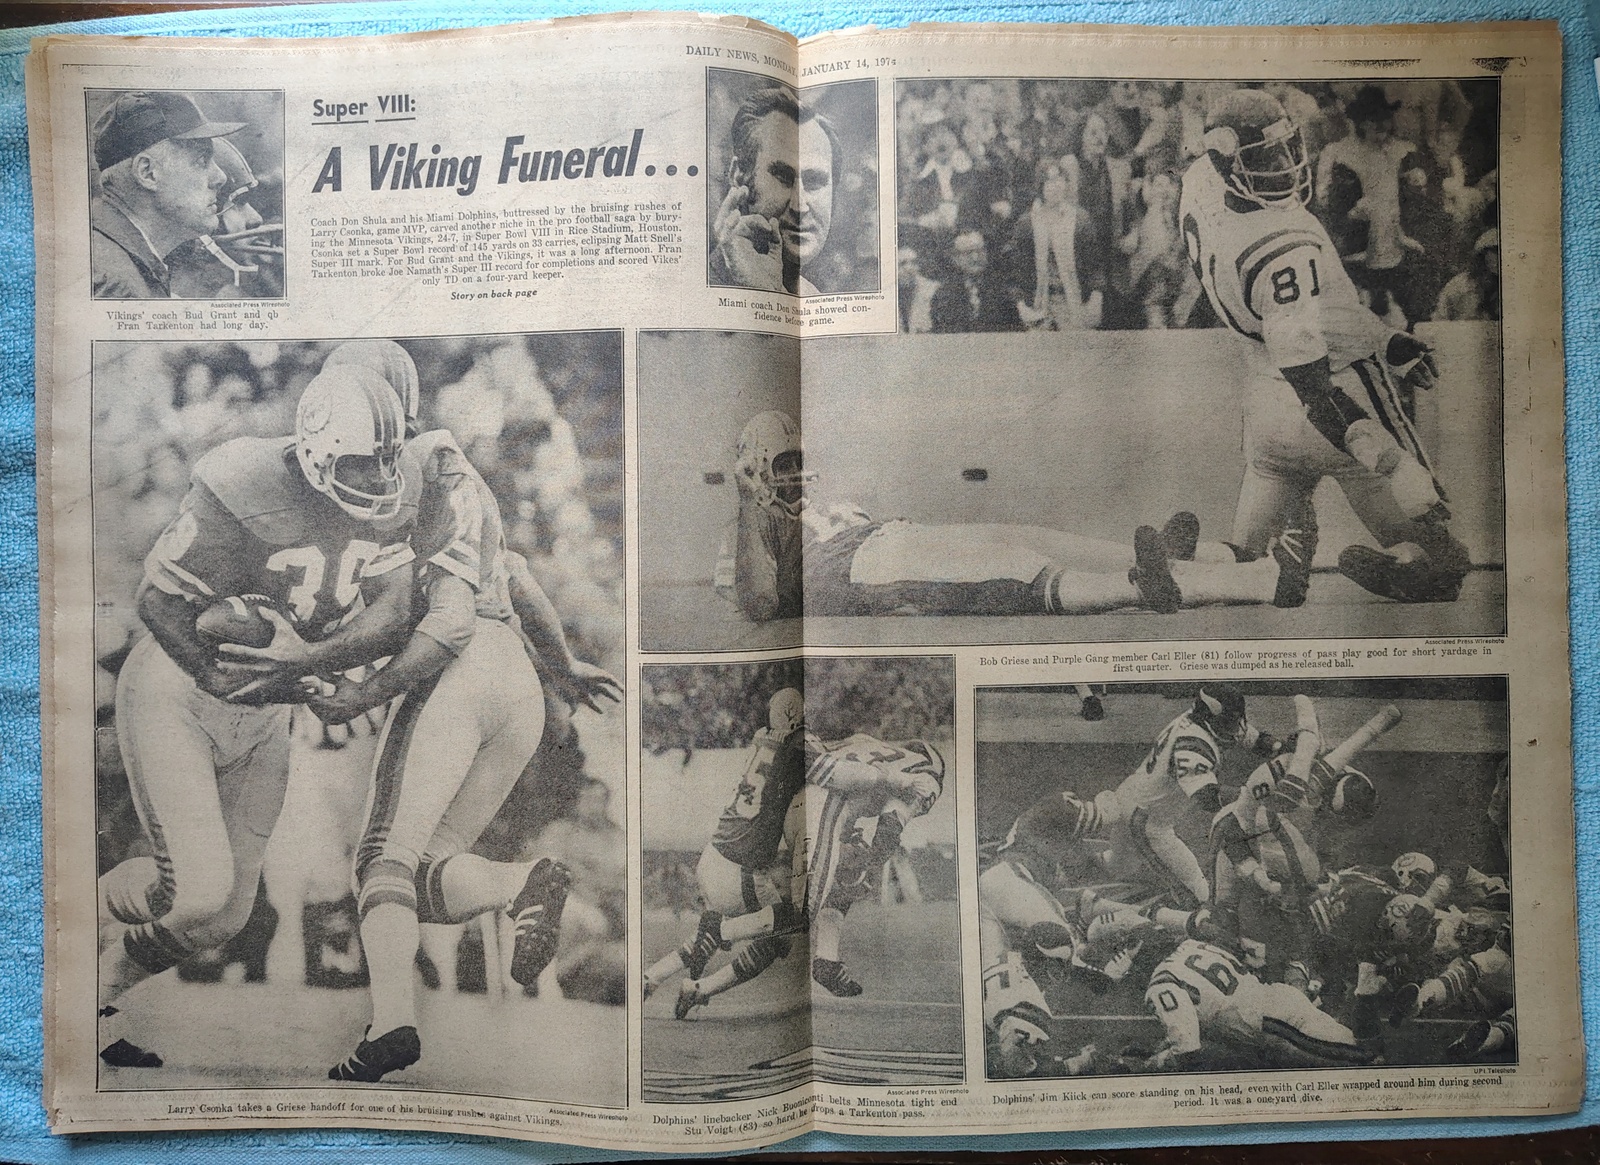 DAILY NEWS, MONDAY, JANUARY 14, 1974
Super VIII:
A Viking Funeral...
Coach Don Shula and his Miami Dolphins, buttressed by the bruising rushes of
Larry Csonka, game MVP, carved another niche in the pro football saga by bury-
ing the Minnesota Vikings, 24-7, in Super Bowl VIII in Rice Stadium, Houston.
Csonka set a Super Bowl record of 145 yards on 33 carries, eclipsing Matt Snell's
Super III mark. For Bud Grant and the Vikings, it was a long afternoon. Fran
Tarkenton broke Joe Namath's Super III record for completions and scored Vikes'
only TD on a four-yard keeper.
Story on back page
Associated Press Wirephoto
Vikings' coach Bud Grant and qb
Fran Tarkenton had long day.
Associated Press Wirephoto
Miami coach Don Shula showed con-
fidence before game.
81
Associated Press Wirephoto
Bob Griese and Purple Gang member Carl Eller (81) follow progress of pass play good for short yardage in
first quarter. Griese was dumped as he released ball.
39
Associated Press Wirephoto
Larry Csonka takes a Griese handoff for one of his bruising rushes against Vikings.
Associated Press Wirephoto
Dolphins' linebacker Nick Buoniconti belts Minnesota tight end
Stu Voigt (83) so hard he drops a Tarkenton pass.
UPI Telephoto
Dolphins' Jim Kiick can score standing on his head, even with Carl Eller wrapped around him during second
period. It was a one-yard dive.